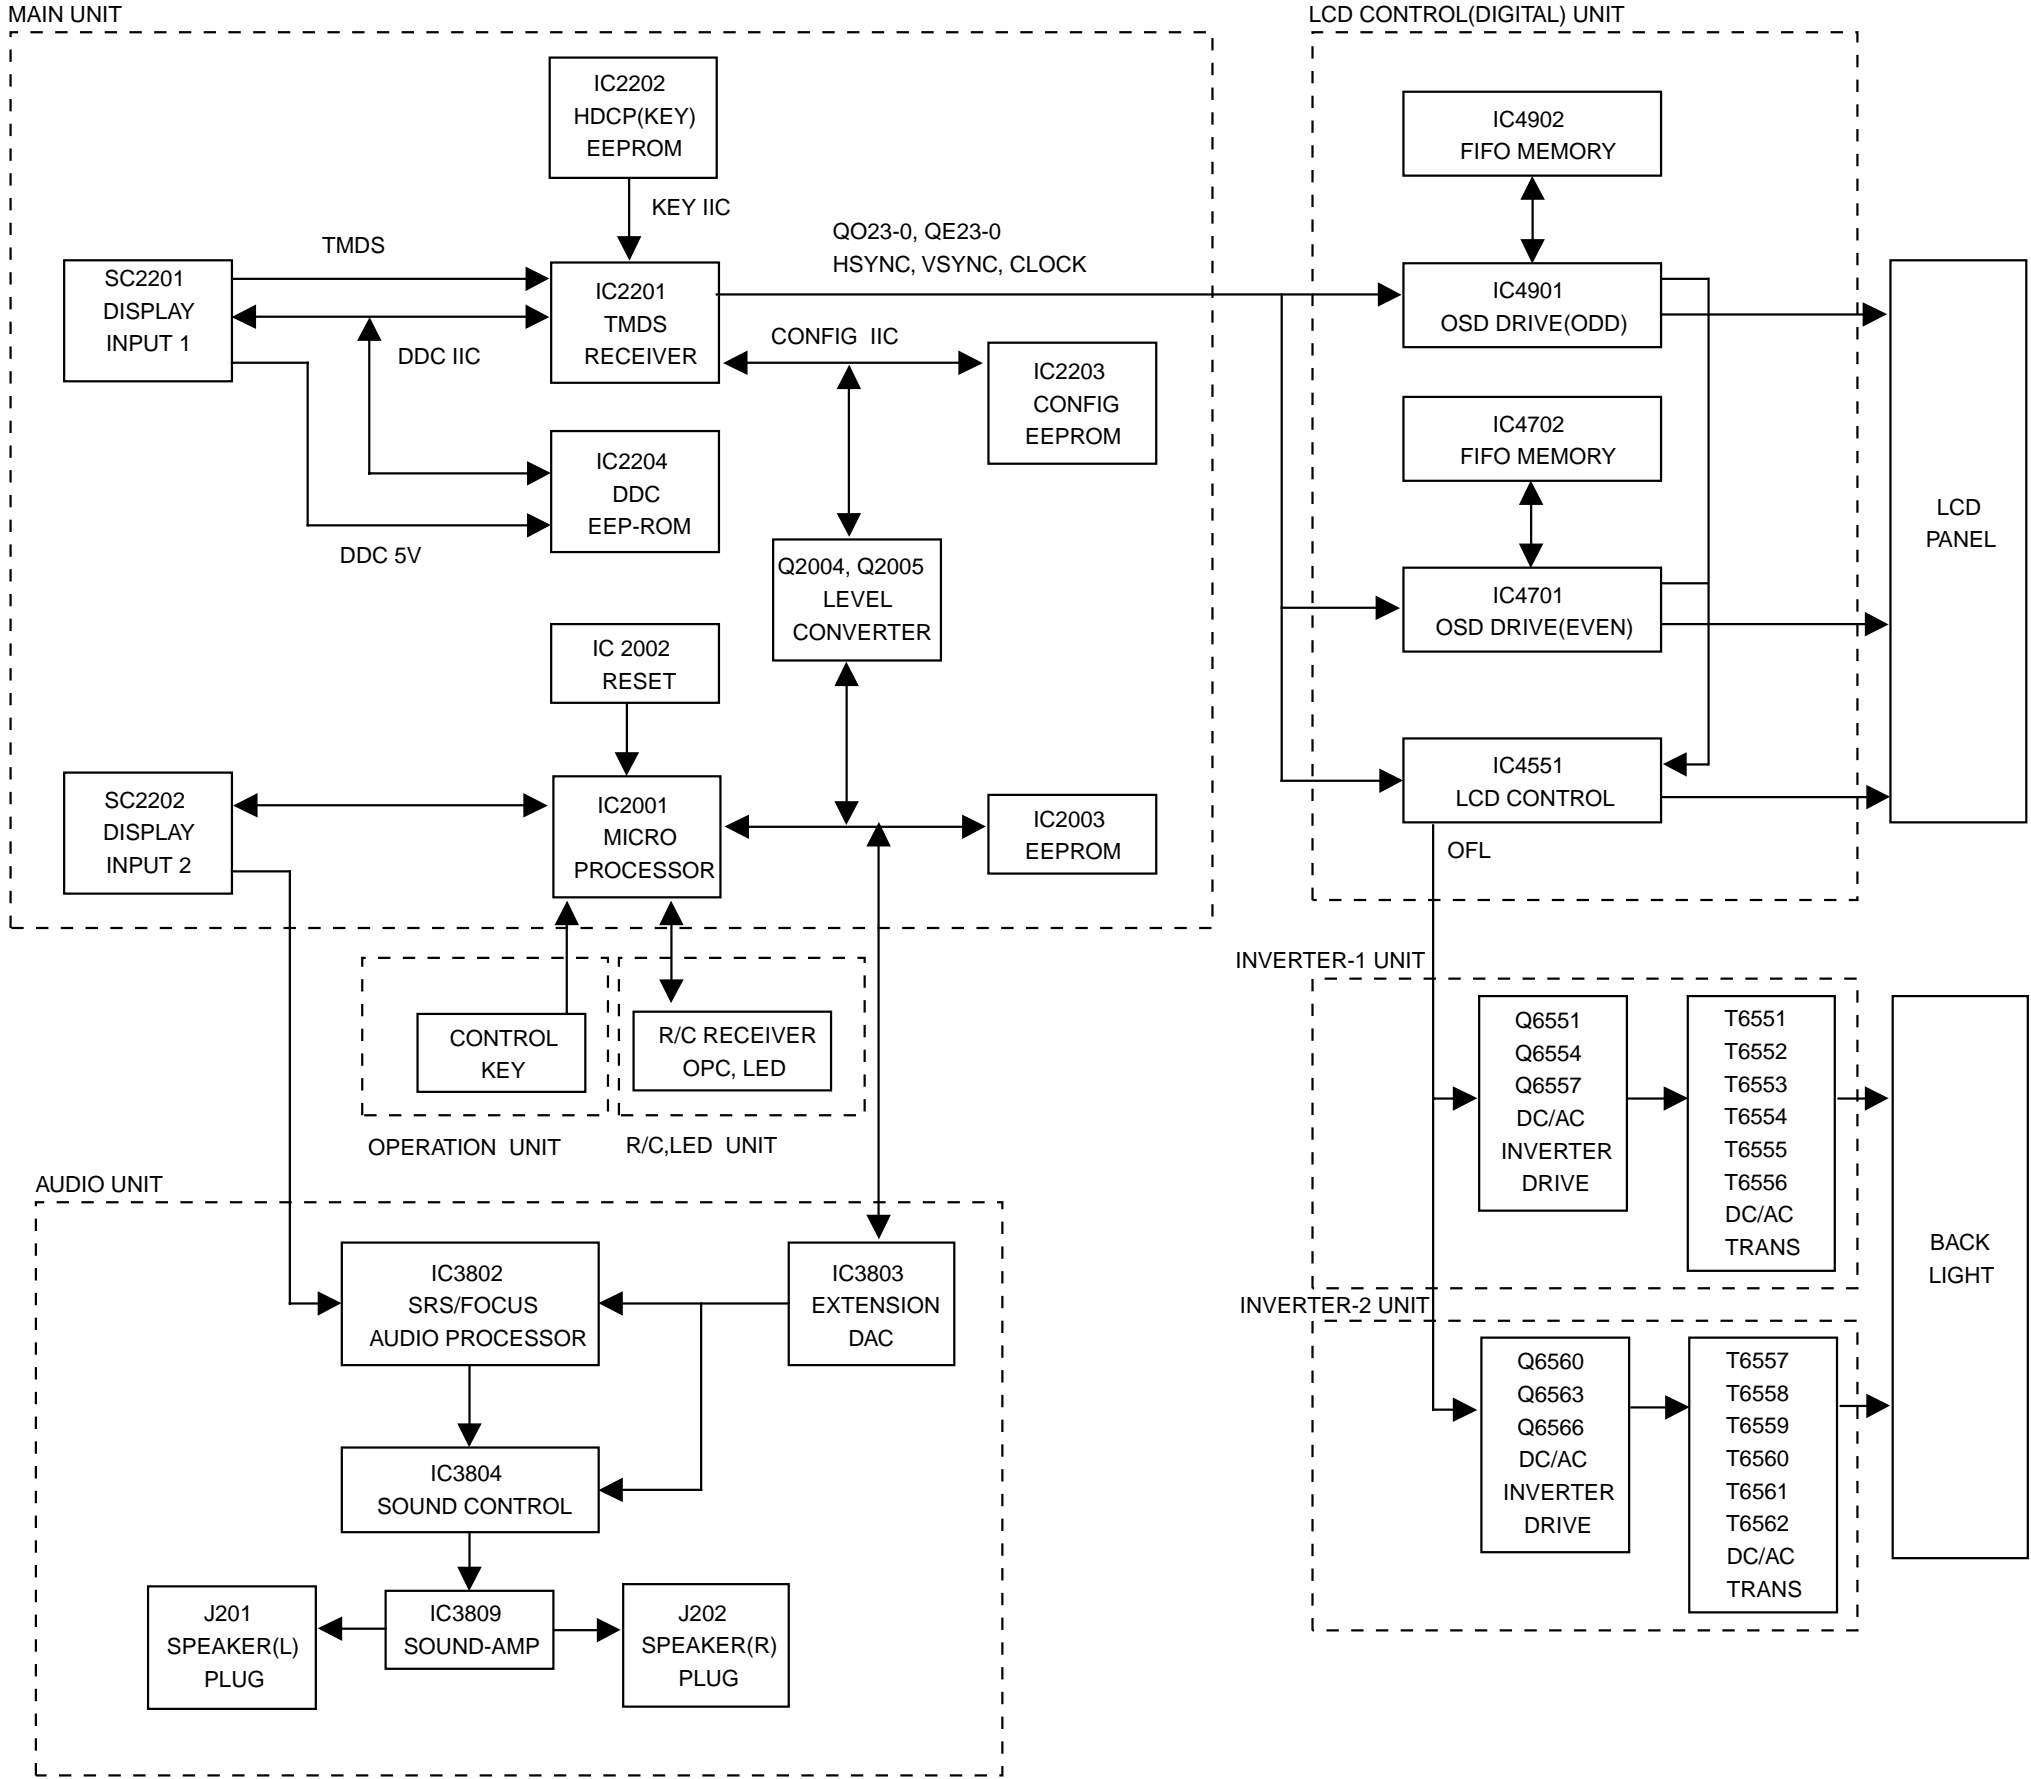 MAIN UNIT
IC2202
HDCP(KEY)
EEPROM
KEY IIC
TMDS
SC2201
DISPLAY
INPUT 1
IC2201
TMDS
RECEIVER
QO23-0, QE23-0
HSYNC, VSYNC, CLOCK
DDC IIC
CONFIG IIC
IC2203
CONFIG
EEPROM
IC2204
DDC
EEP-ROM
DDC 5V
Q2004, Q2005
LEVEL
CONVERTER
IC 2002
RESET
SC2202
DISPLAY
INPUT 2
IC2001
MICRO
PROCESSOR
IC2003
EEPROM
CONTROL
KEY
OPERATION UNIT
R/C RECEIVER
OPC, LED
R/C,LED UNIT
AUDIO UNIT
IC3802
SRS/FOCUS
AUDIO PROCESSOR
IC3803
EXTENSION
DAC
IC3804
SOUND CONTROL
J201
SPEAKER(L)
PLUG
IC3809
SOUND-AMP
J202
SPEAKER(R)
PLUG
LCD CONTROL(DIGITAL) UNIT
IC4902
FIFO MEMORY
IC4901
OSD DRIVE(ODD)
IC4702
FIFO MEMORY
IC4701
OSD DRIVE(EVEN)
IC4551
LCD CONTROL
OFL
LCD
PANEL
INVERTER-1 UNIT
Q6551
Q6554
Q6557
DC/AC
INVERTER
DRIVE
T6551
T6552
T6553
T6554
T6555
T6556
DC/AC
TRANS
BACK
LIGHT
INVERTER-2 UNIT
Q6560
Q6563
Q6566
DC/AC
INVERTER
DRIVE
T6557
T6558
T6559
T6560
T6561
T6562
DC/AC
TRANS